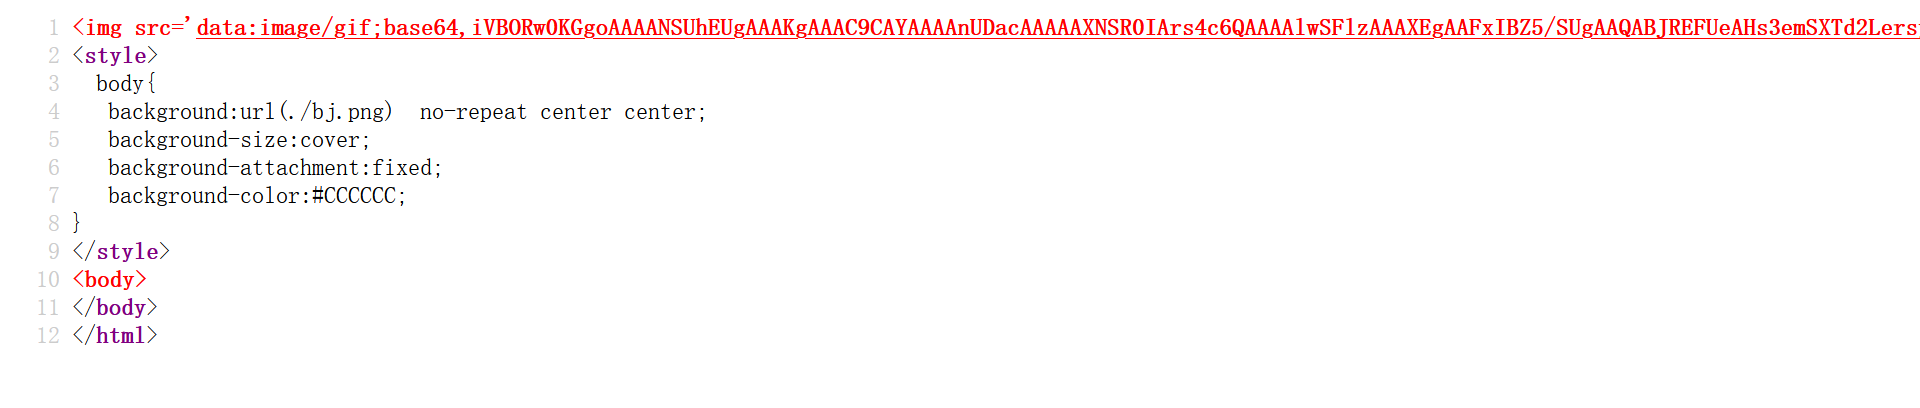 1 <img src='data:image/gif;base64,iVBORw0KGgoAAAANSUhEUgAAAKgAAAC9CAYAAAAnUDacAAAAAXNSR0IArs4c6QAAAAlwSFlzAAAXEgAAFxIBZ5/SUgAAQABJREFUeAHs3emSXTd2Lers
2 <style>
3 body{
4 background:url(./bj.png) no-repeat center center;
5 background-size:cover;
6 background-attachment:fixed;
7 background-color:#CCCCCC;
8 }
9 </style>
10 <body>
11 </body>
12 </html>